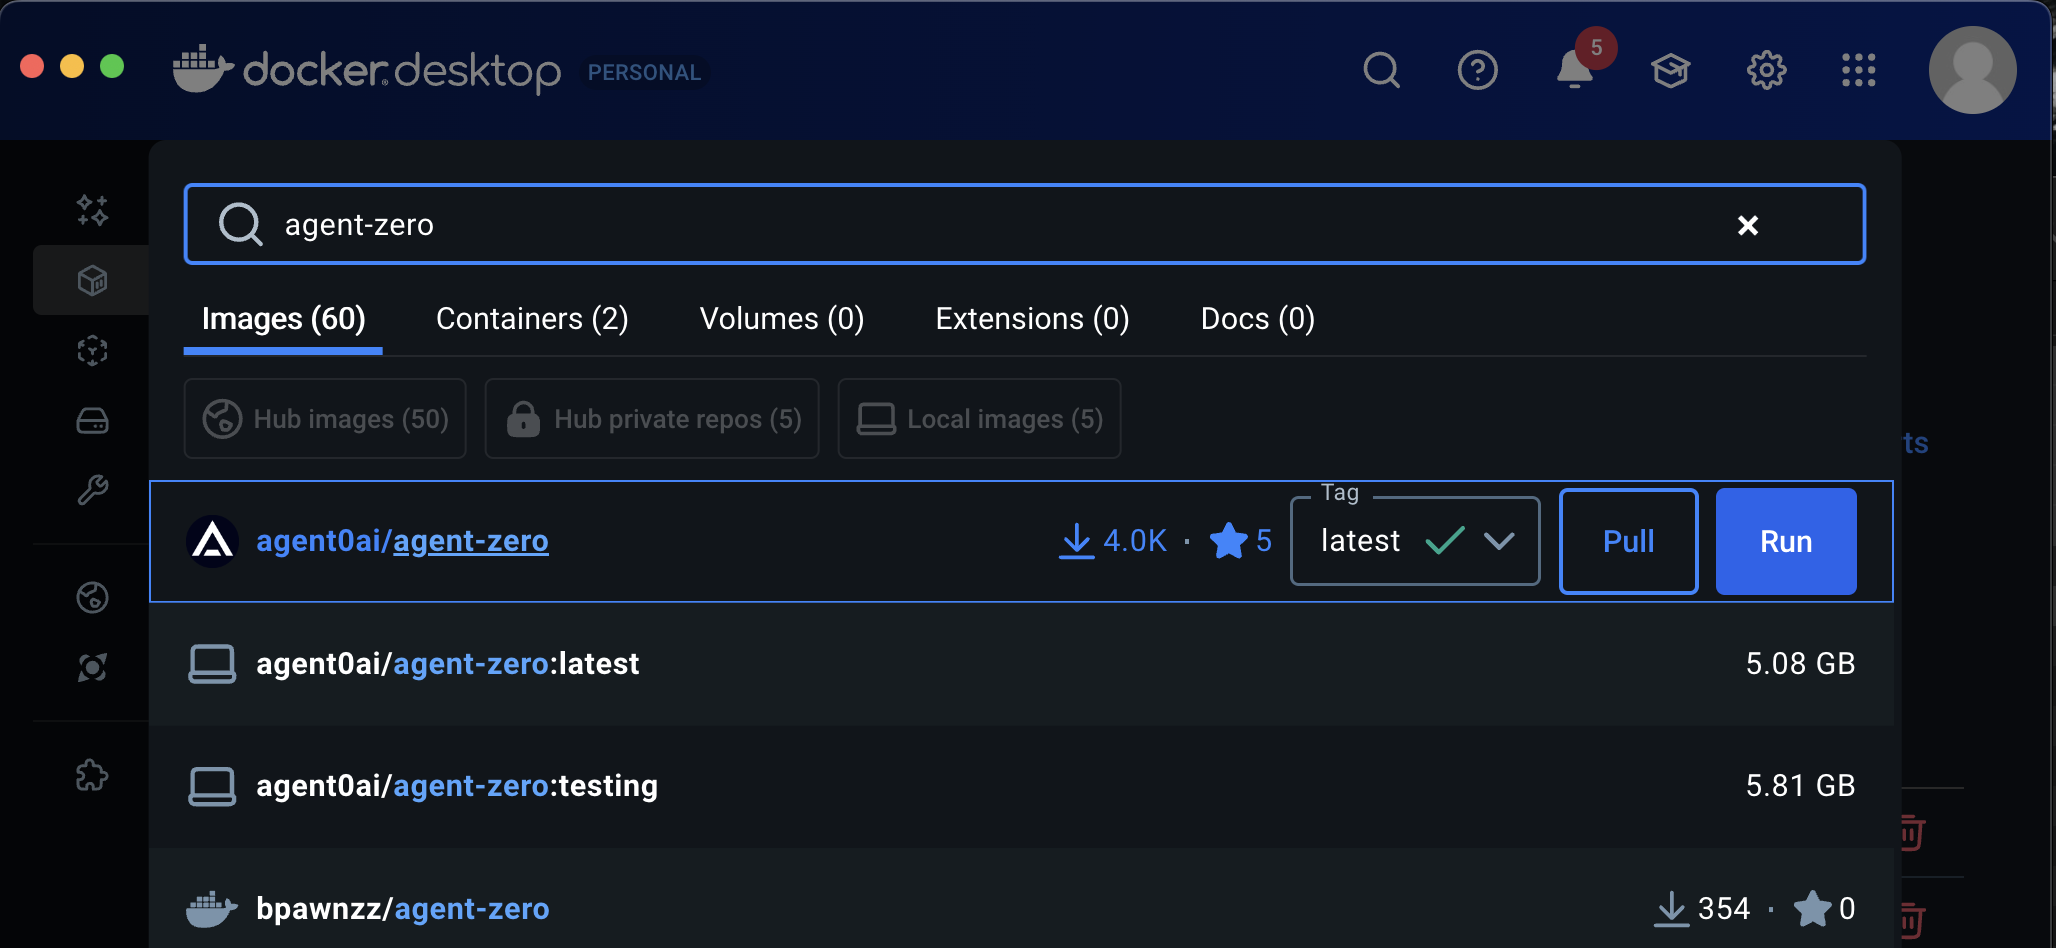 docker desktop PERSONAL 5
agent-zero
Images (60) Containers (2) Volumes (0) Extensions (0) Docs (0)
Hub images (50) Hub private repos (5) Local images (5)
ts
Tag
agent0ai/agent-zero 4.0K · 5 latest Pull Run
agent0ai/agent-zero:latest 5.08 GB
agent0ai/agent-zero:testing 5.81 GB
bpawnzz/agent-zero 354 · 0